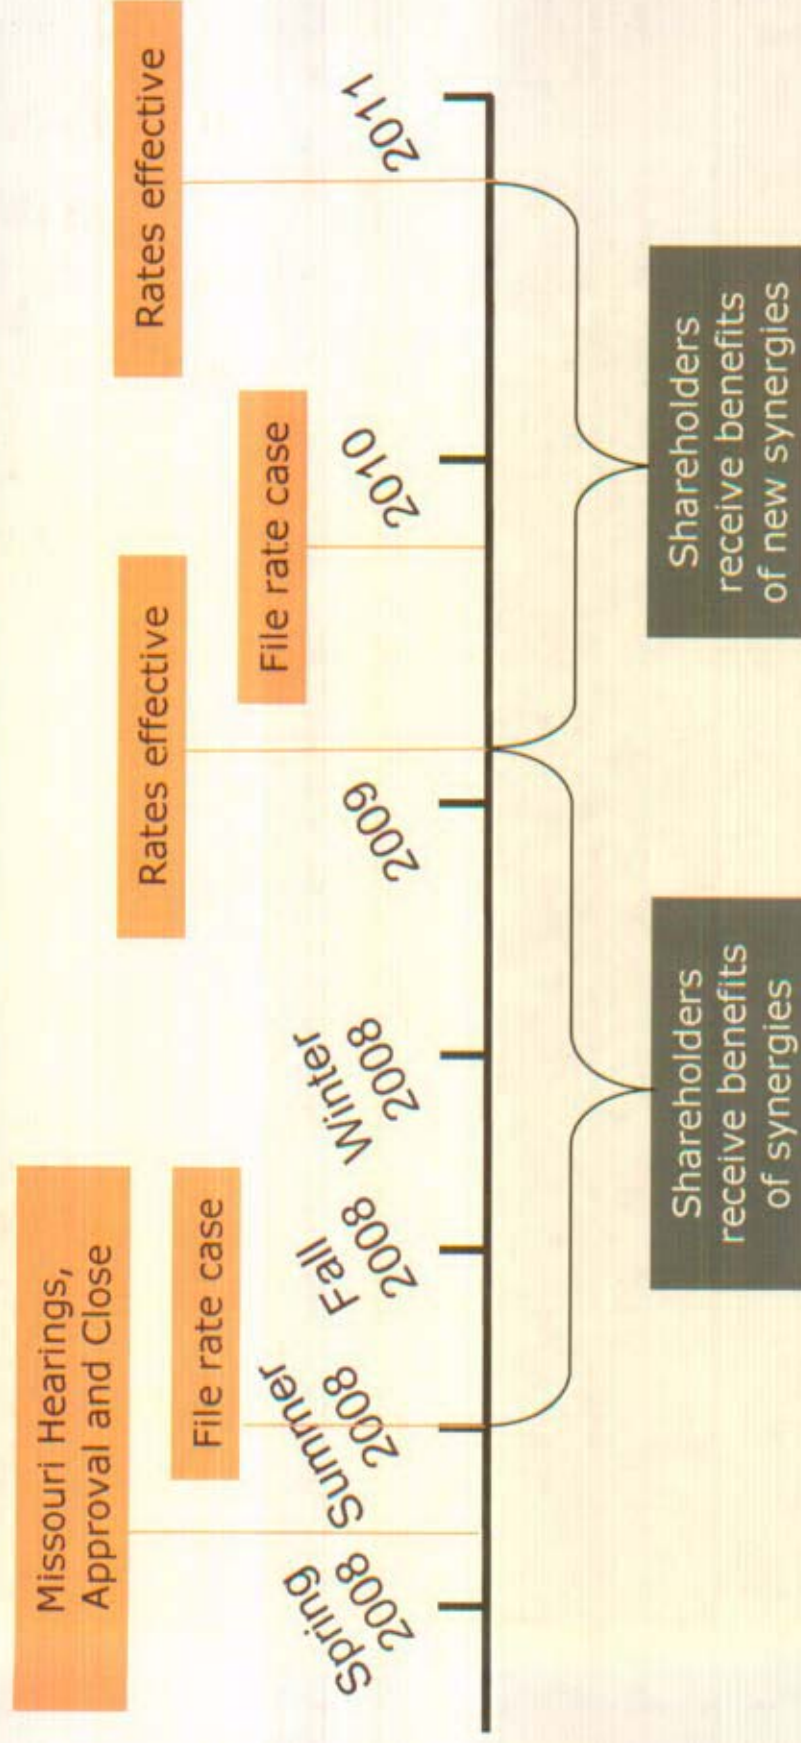 Missouri Hearings,
Approval and Close
File rate case
Rates effective
File rate case
Rates effective
Spring
2008
Summer
2008
Fall
2008
Winter
2008
2009
2010
2011
Shareholders
receive benefits
of synergies
Shareholders
receive benefits
of new synergies